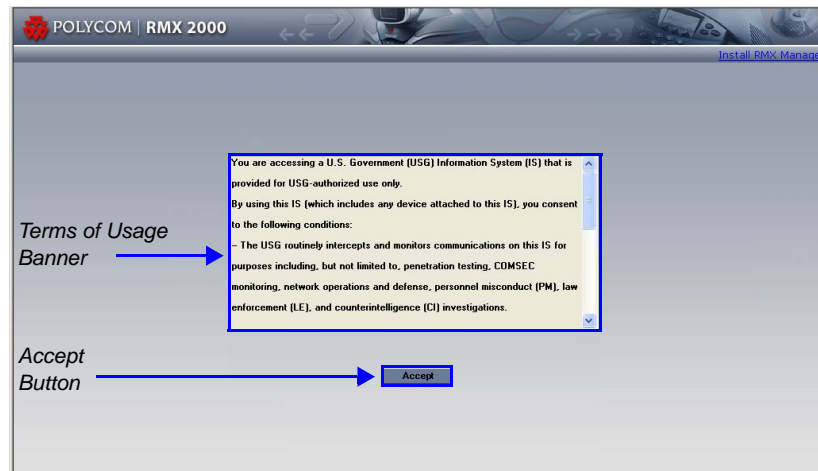 POLYCOM | RMX 2000
Install RMX Manage
You are accessing a U.S. Government (USG) Information System (IS) that is
provided for USG-authorized use only.
By using this IS (which includes any device attached to this IS), you consent
to the following conditions:
– The USG routinely intercepts and monitors communications on this IS for
purposes including, but not limited to, penetration testing, COMSEC
monitoring, network operations and defense, personnel misconduct (PM), law
enforcement (LE), and counterintelligence (CI) investigations.
Terms of Usage
Banner
Accept
Button
Accept